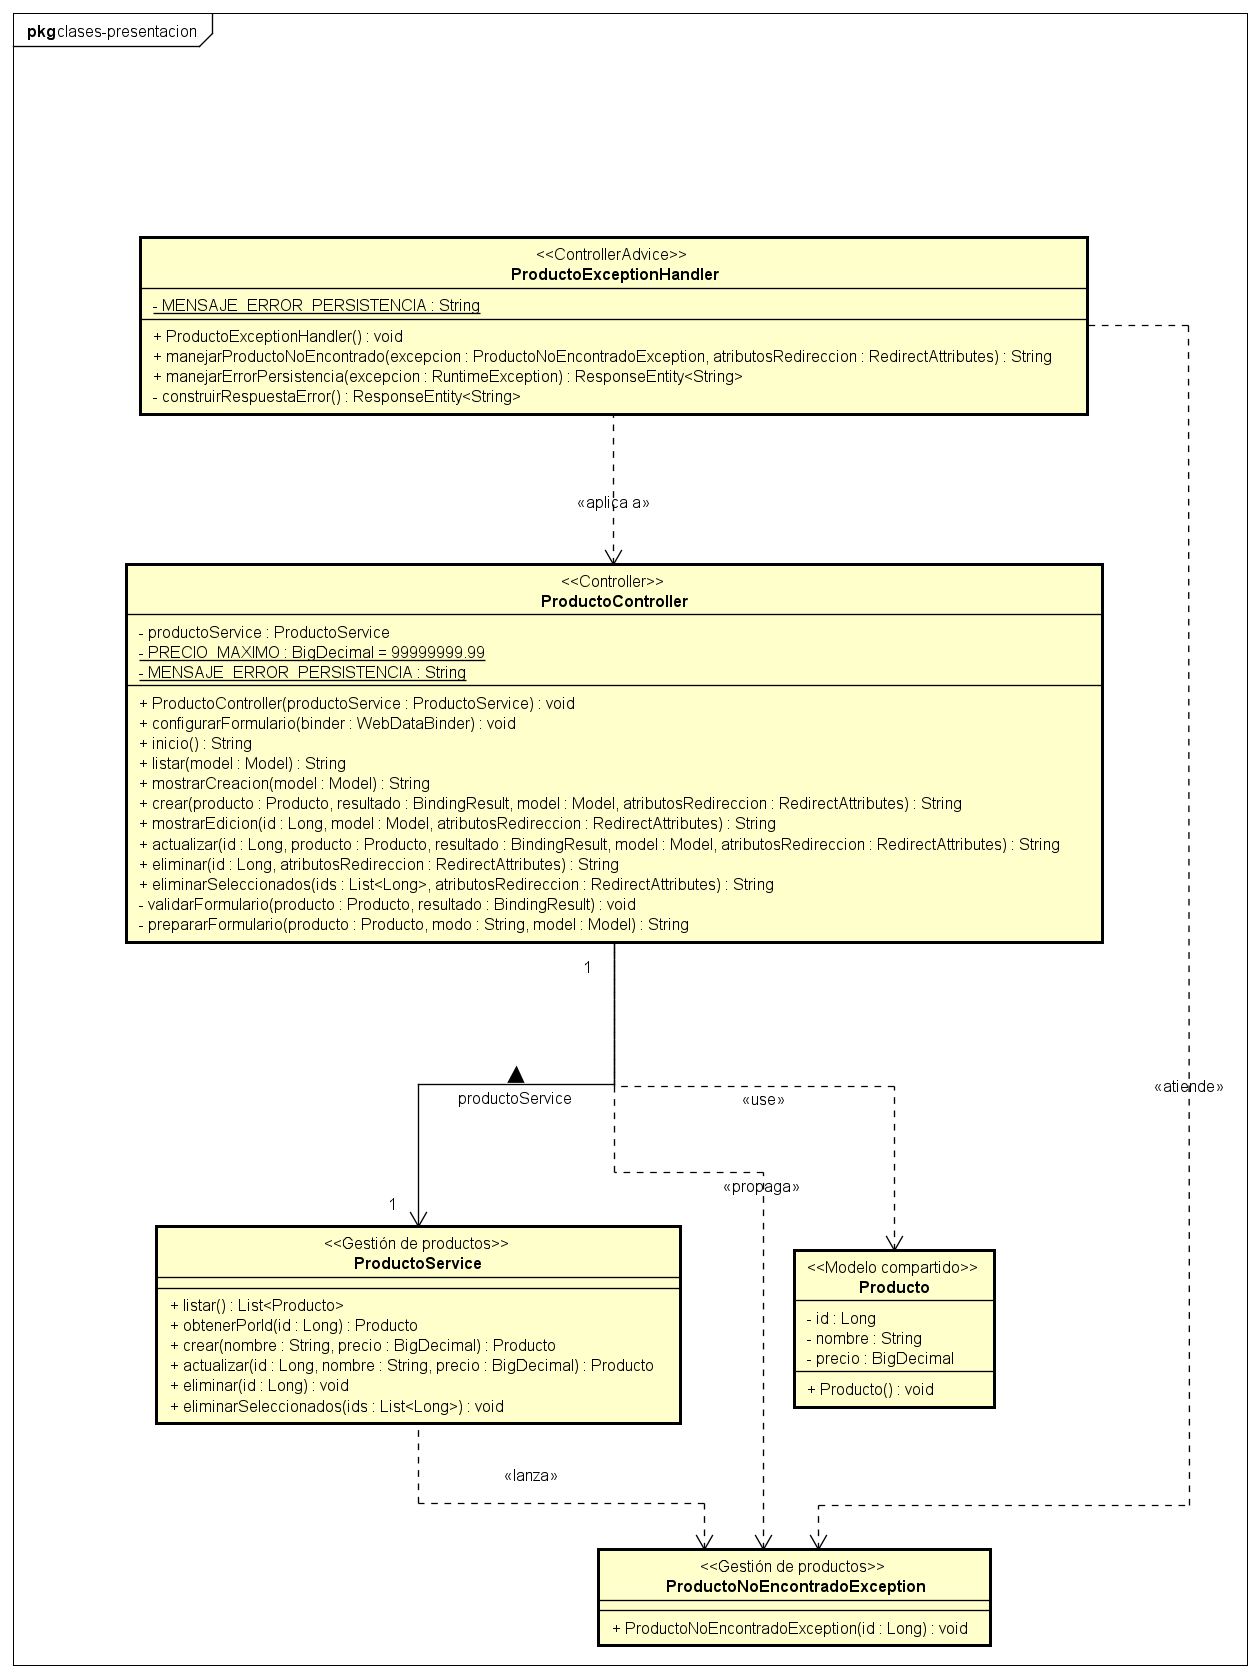 pkg clases-presentacion
<<ControllerAdvice>>
ProductoExceptionHandler
- MENSAJE_ERROR_PERSISTENCIA : String
+ ProductoExceptionHandler() : void
+ manejarProductoNoEncontrado(excepcion : ProductoNoEncontradoException, atributosRedireccion : RedirectAttributes) : String
+ manejarErrorPersistencia(excepcion : RuntimeException) : ResponseEntity<String>
- construirRespuestaError() : ResponseEntity<String>
«aplica a»
<<Controller>>
ProductoController
- productoService : ProductoService
- PRECIO_MAXIMO : BigDecimal = 99999999.99
- MENSAJE_ERROR_PERSISTENCIA : String
+ ProductoController(productoService : ProductoService) : void
+ configurarFormulario(binder : WebDataBinder) : void
+ inicio() : String
+ listar(model : Model) : String
+ mostrarCreacion(model : Model) : String
+ crear(producto : Producto, resultado : BindingResult, model : Model, atributosRedireccion : RedirectAttributes) : String
+ mostrarEdicion(id : Long, model : Model, atributosRedireccion : RedirectAttributes) : String
+ actualizar(id : Long, producto : Producto, resultado : BindingResult, model : Model, atributosRedireccion : RedirectAttributes) : String
+ eliminar(id : Long, atributosRedireccion : RedirectAttributes) : String
+ eliminarSeleccionados(ids : List<Long>, atributosRedireccion : RedirectAttributes) : String
- validarFormulario(producto : Producto, resultado : BindingResult) : void
- prepararFormulario(producto : Producto, modo : String, model : Model) : String
1
«atiende»
productoService
«use»
«propaga»
1
<<Gestión de productos>>
ProductoService
+ listar() : List<Producto>
+ obtenerPorId(id : Long) : Producto
+ crear(nombre : String, precio : BigDecimal) : Producto
+ actualizar(id : Long, nombre : String, precio : BigDecimal) : Producto
+ eliminar(id : Long) : void
+ eliminarSeleccionados(ids : List<Long>) : void
<<Modelo compartido>>
Producto
- id : Long
- nombre : String
- precio : BigDecimal
+ Producto() : void
«lanza»
<<Gestión de productos>>
ProductoNoEncontradoException
+ ProductoNoEncontradoException(id : Long) : void